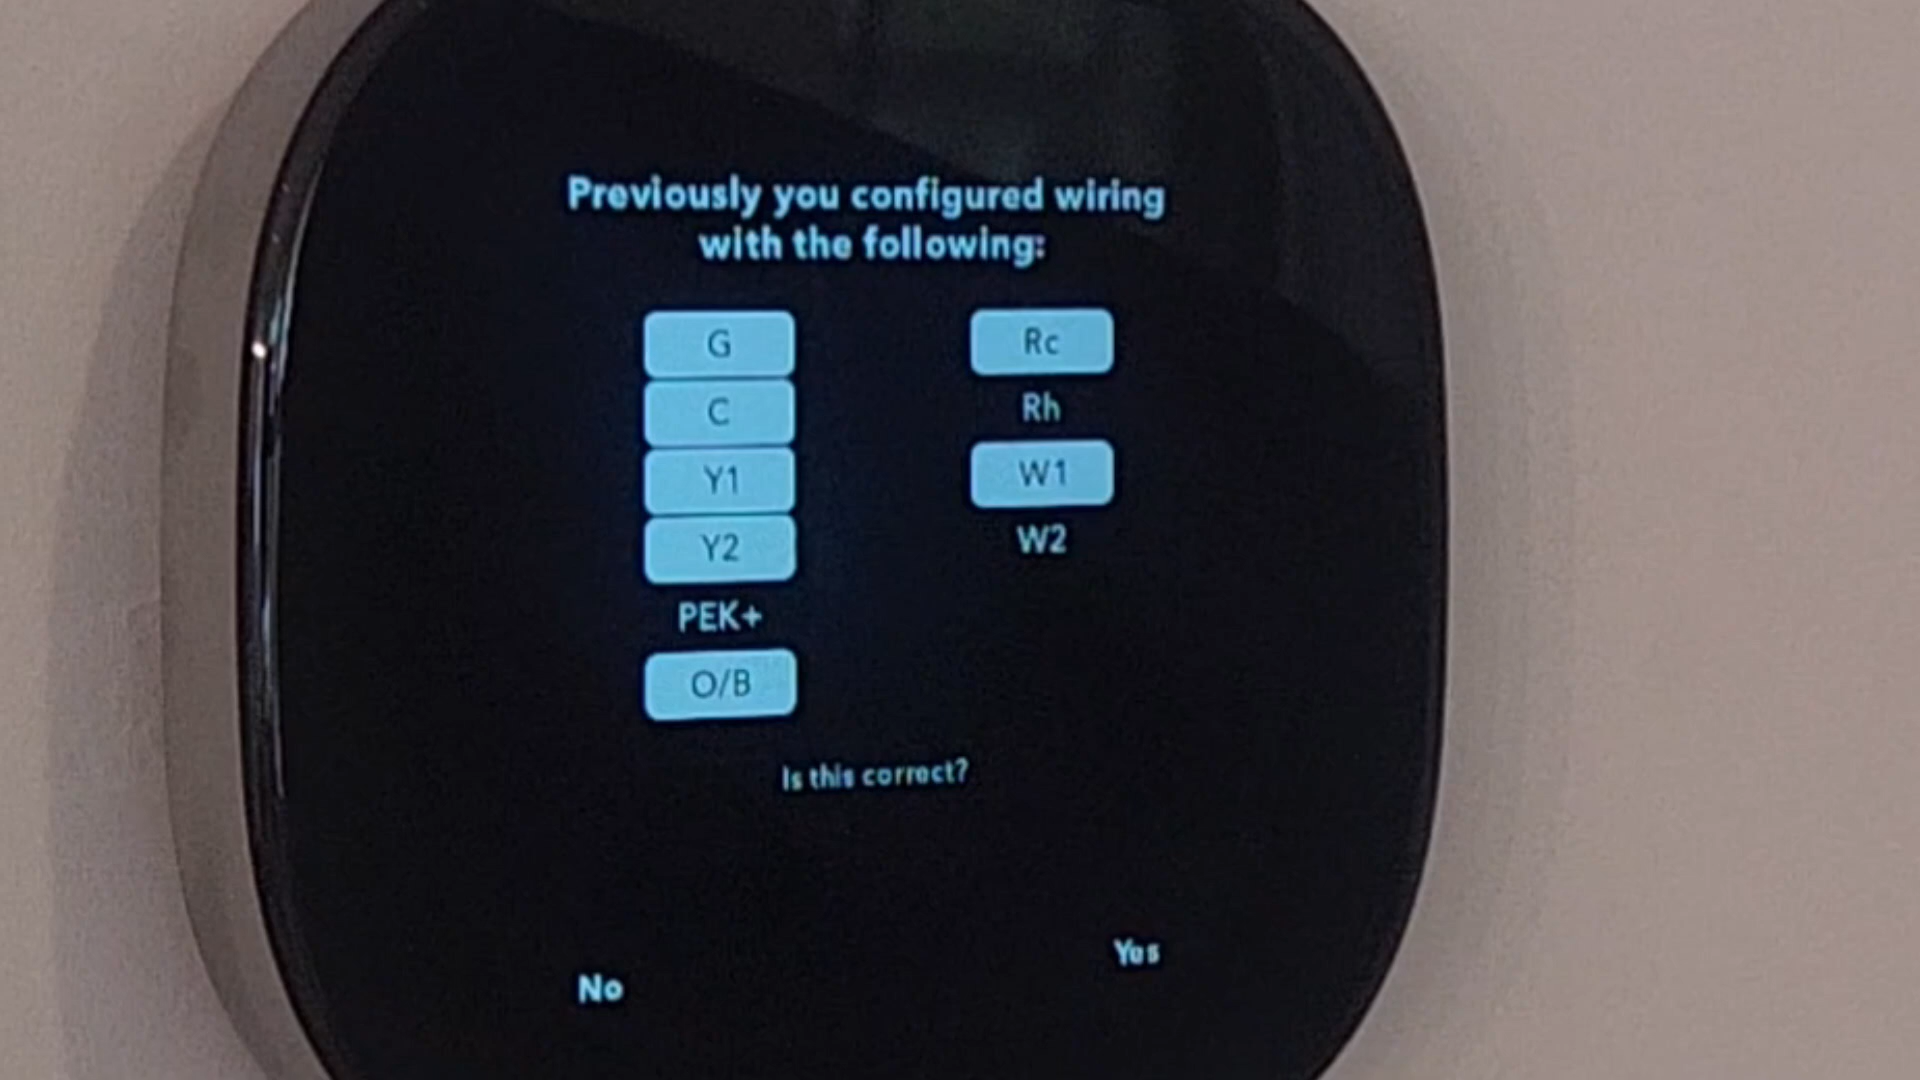 Previously you configured wiring
with the following:
G
C
Y1
Y2
PEK+
O/B
Rc
Rh
W1
W2
Is this correct?
No
Yes